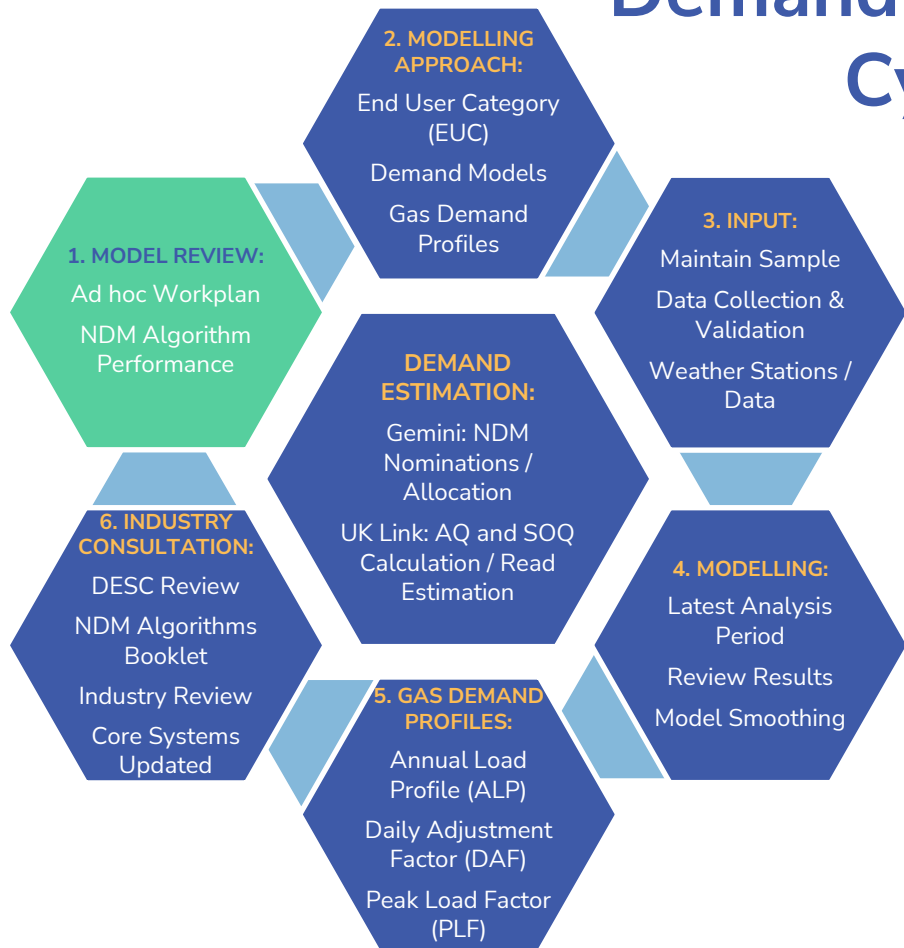 Demand
2. MODELLING
APPROACH:
End User Category
(EUC)
Demand Models
Gas Demand
Profiles
1. MODEL REVIEW:
Ad hoc Workplan
NDM Algorithm
Performance
3. INPUT:
Maintain Sample
Data Collection &
Validation
Weather Stations /
Data
DEMAND
ESTIMATION:
Gemini: NDM
Nominations /
Allocation
UK Link: AQ and SOQ
Calculation / Read
Estimation
6. INDUSTRY
CONSULTATION:
DESC Review
NDM Algorithms
Booklet
Industry Review
Core Systems
Updated
4. MODELLING:
Latest Analysis
Period
Review Results
Model Smoothing
5. GAS DEMAND
PROFILES:
Annual Load
Profile (ALP)
Daily Adjustment
Factor (DAF)
Peak Load Factor
(PLF)